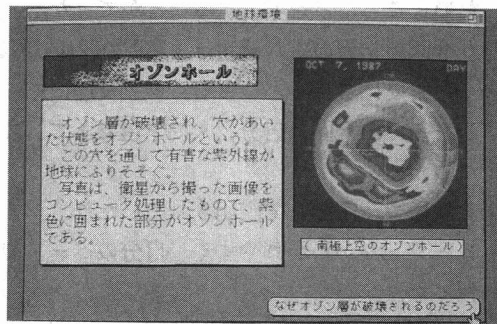 地球環境
オゾンホール
オゾン層が破壊され、穴があい
た状態をオゾンホールという。
この穴を通して有害な紫外線が
地球にふりそそぐ。
写真は、衛星から撮った画像を
コンピュータ処理したもので、紫
色に囲まれた部分がオゾンホール
である。
OCT 7, 1987 DAY
(南極上空のオゾンホール)
なぜオゾン層が破壊されるのだろう